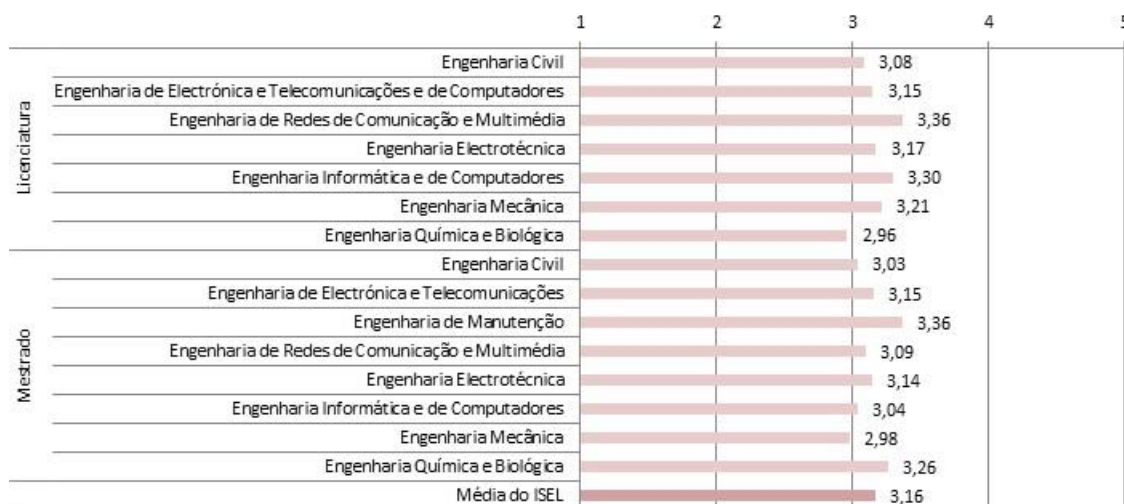 1 2 3 4 5
Licenciatura
Engenharia Civil 3,08
Engenharia de Electrónica e Telecomunicações e de Computadores 3,15
Engenharia de Redes de Comunicação e Multimédia 3,36
Engenharia Electrotécnica 3,17
Engenharia Informática e de Computadores 3,30
Engenharia Mecânica 3,21
Engenharia Química e Biológica 2,96
Mestrado
Engenharia Civil 3,03
Engenharia de Electrónica e Telecomunicações 3,15
Engenharia de Manutenção 3,36
Engenharia de Redes de Comunicação e Multimédia 3,09
Engenharia Electrotécnica 3,14
Engenharia Informática e de Computadores 3,04
Engenharia Mecânica 2,98
Engenharia Química e Biológica 3,26
Média do ISEL 3,16